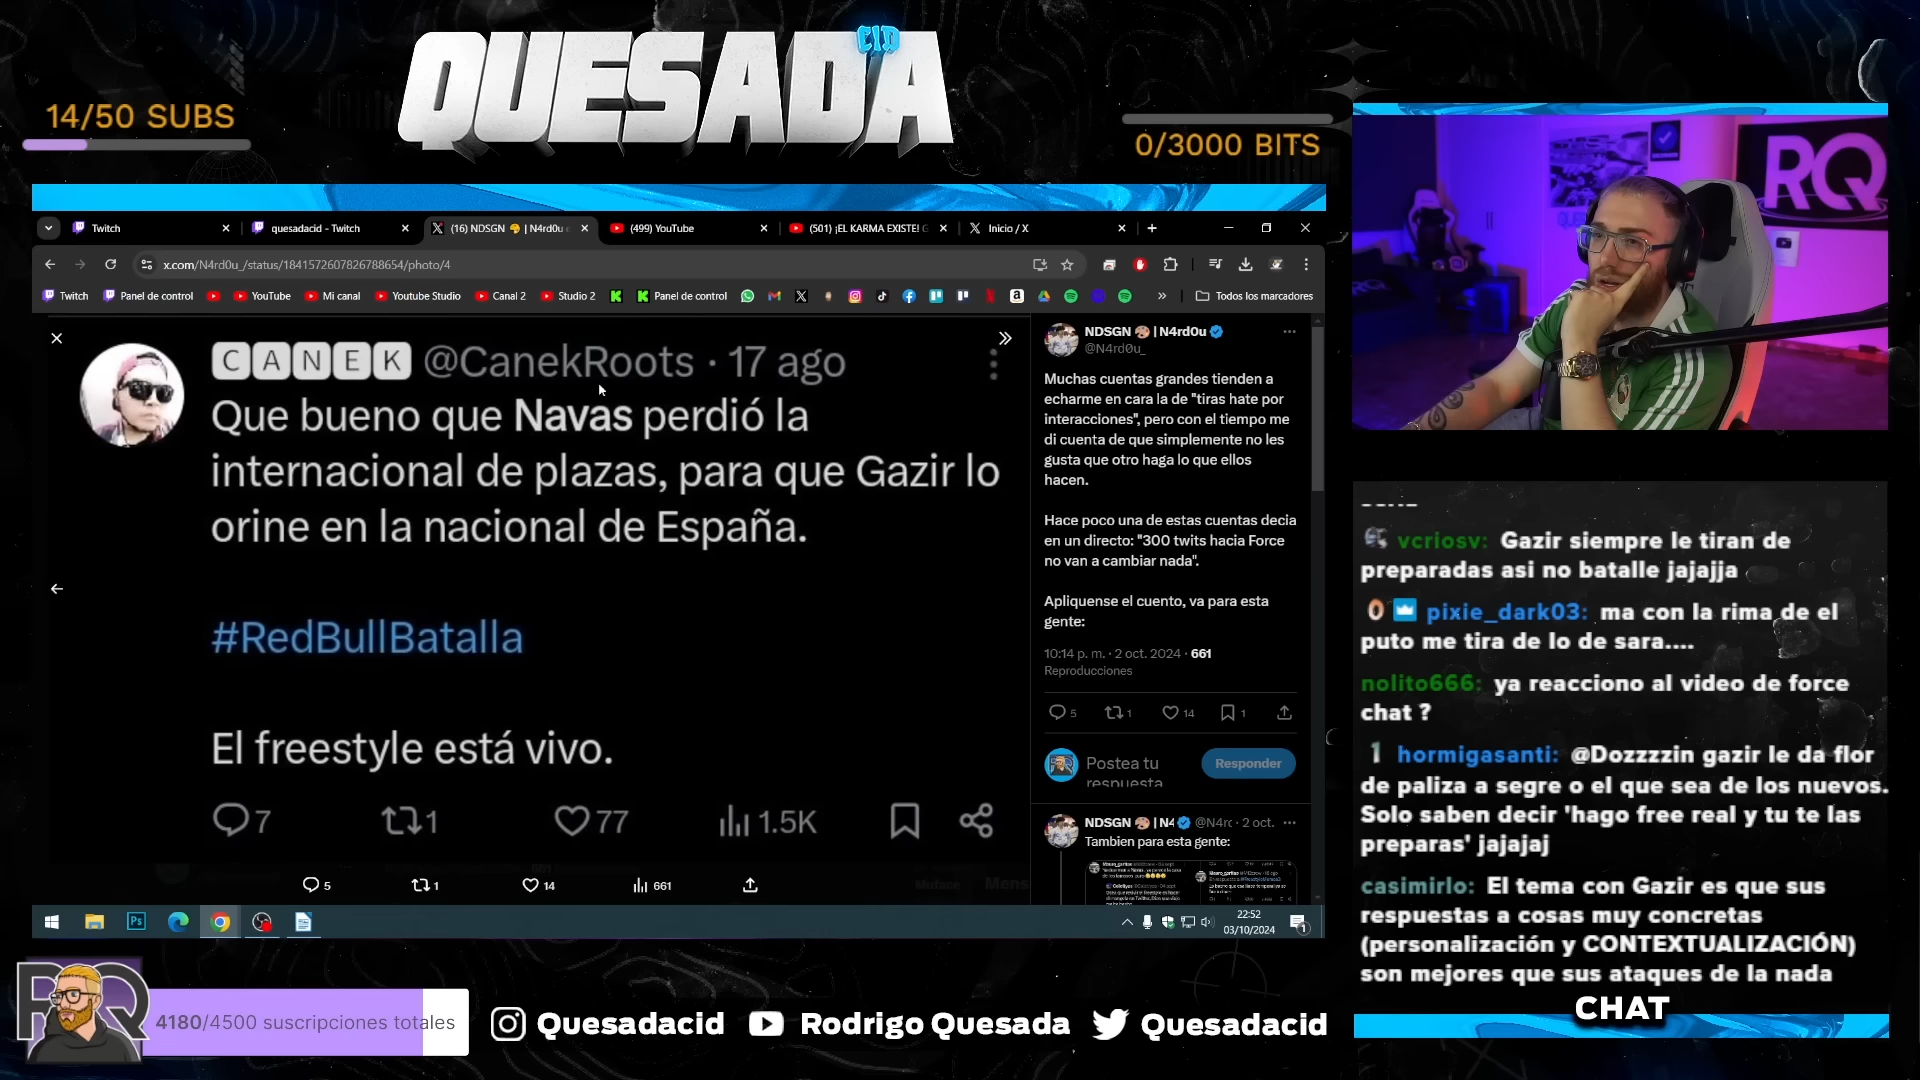 QUESADA
CID
14/50 SUBS
0/3000 BITS
Twitch
quesadacid - Twitch
(16) NDSGN 🎨 | N4rd0u
(499) YouTube
(501) ¡EL KARMA EXISTE!
Inicio / X
x.com/N4rd0u_/status/1841572607826788654/photo/4
Twitch
Panel de control
YouTube
Mi canal
Youtube Studio
Canal 2
Studio 2
Panel de control
Todos los marcadores
CANEK @CanekRoots · 17 ago
Que bueno que Navas perdió la
internacional de plazas, para que Gazir lo
orine en la nacional de España.
#RedBullBatalla
El freestyle está vivo.
7
1
77
1.5K
5
1
14
661
NDSGN 🎨 | N4rd0u
@N4rd0u_
Muchas cuentas grandes tienden a
echarme en cara la de "tiras hate por
interacciones", pero con el tiempo me
di cuenta de que simplemente no les
gusta que otro haga lo que ellos
hacen.
Hace poco una de estas cuentas decia
en un directo: "300 twits hacia Force
no van a cambiar nada".
Apliquense el cuento, va para esta
gente:
10:14 p. m. · 2 oct. 2024 · 661
Reproducciones
5
1
14
1
Postea tu
respuesta
Responder
NDSGN 🎨 | N4 @N4rc · 2 oct.
Tambien para esta gente:
22:52
03/10/2024
RQ
vcriosv: Gazir siempre le tiran de
preparadas asi no batalle jajajja
pixie_dark03: ma con la rima de el
puto me tira de lo de sara....
nolito666: ya reacciono al video de force
chat ?
hormigasanti: @Dozzzzin gazir le da flor
de paliza a segre o el que sea de los nuevos.
Solo saben decir 'hago free real y tu te las
preparas' jajajaj
casimirlo: El tema con Gazir es que sus
respuestas a cosas muy concretas
(personalización y CONTEXTUALIZACIÓN)
son mejores que sus ataques de la nada
CHAT
RQ
4180/4500 suscripciones totales
Quesadacid
Rodrigo Quesada
Quesadacid